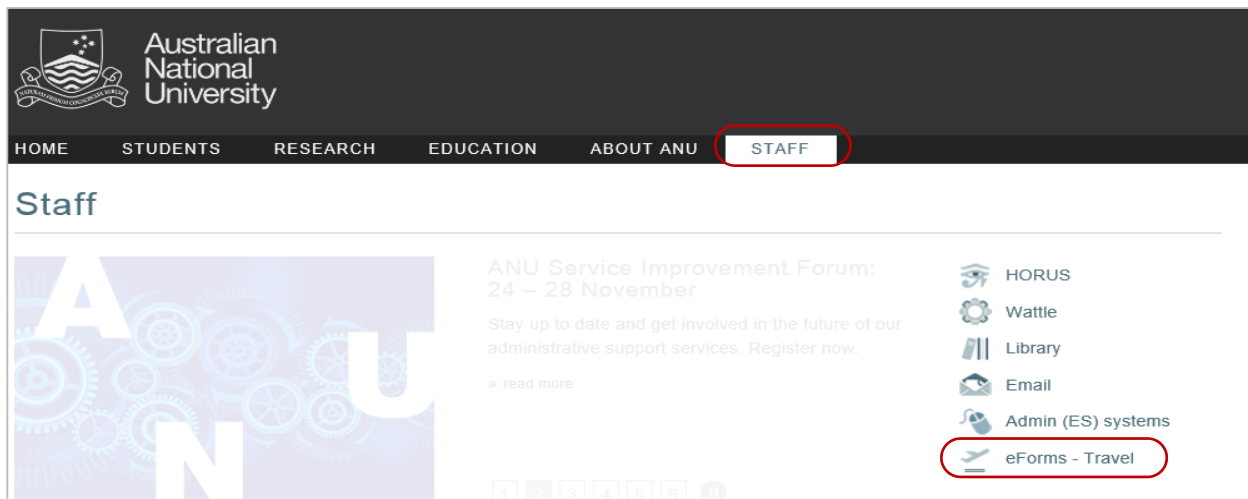 Australian
National
University
HOME STUDENTS RESEARCH EDUCATION ABOUT ANU STAFF
Staff
A
N
U
ANU Service Improvement Forum:
24 – 28 November
Stay up to date and get involved in the future of our
administrative support services. Register now.
» read more
1 2 3 4 5 6
HORUS
Wattle
Library
Email
Admin (ES) systems
eForms - Travel